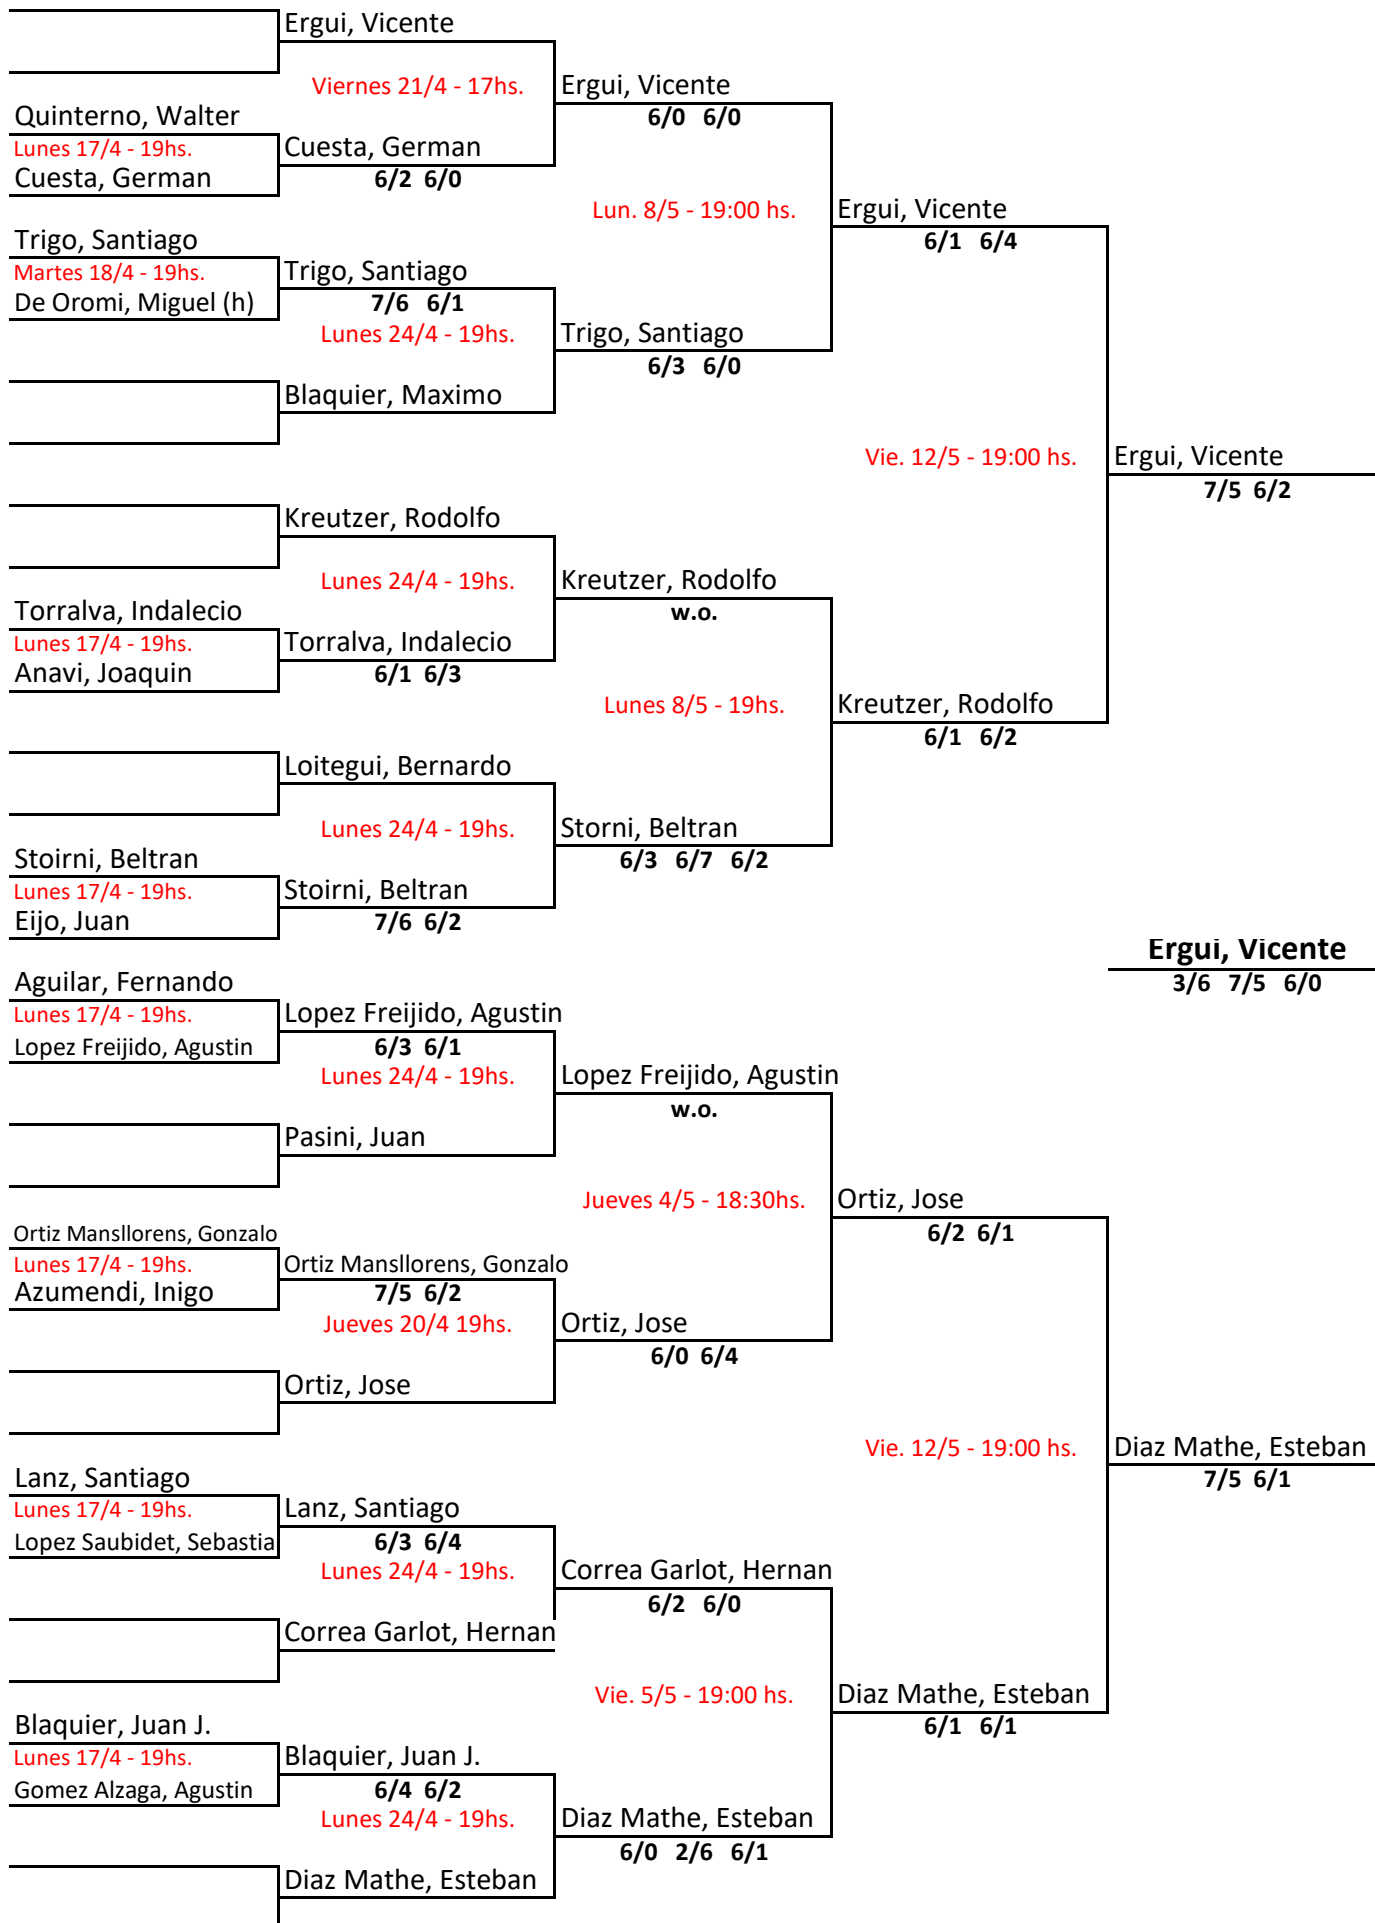 Ergui, Vicente
Viernes 21/4 - 17hs.
Ergui, Vicente
6/0 6/0
Quinterno, Walter
Lunes 17/4 - 19hs.
Cuesta, German
Cuesta, German
6/2 6/0
Lun. 8/5 - 19:00 hs.
Ergui, Vicente
6/1 6/4
Trigo, Santiago
Martes 18/4 - 19hs.
De Oromi, Miguel (h)
Trigo, Santiago
7/6 6/1
Lunes 24/4 - 19hs.
Trigo, Santiago
6/3 6/0
Blaquier, Maximo
Vie. 12/5 - 19:00 hs.
Ergui, Vicente
7/5 6/2
Kreutzer, Rodolfo
Lunes 24/4 - 19hs.
Kreutzer, Rodolfo
w.o.
Torralva, Indalecio
Lunes 17/4 - 19hs.
Anavi, Joaquin
Torralva, Indalecio
6/1 6/3
Lunes 8/5 - 19hs.
Kreutzer, Rodolfo
6/1 6/2
Loitegui, Bernardo
Lunes 24/4 - 19hs.
Storni, Beltran
6/3 6/7 6/2
Stoirni, Beltran
Lunes 17/4 - 19hs.
Eijo, Juan
Stoirni, Beltran
7/6 6/2
Ergui, Vicente
3/6 7/5 6/0
Aguilar, Fernando
Lunes 17/4 - 19hs.
Lopez Freijido, Agustin
Lopez Freijido, Agustin
6/3 6/1
Lunes 24/4 - 19hs.
Lopez Freijido, Agustin
w.o.
Pasini, Juan
Jueves 4/5 - 18:30hs.
Ortiz, Jose
6/2 6/1
Ortiz Mansllorens, Gonzalo
Lunes 17/4 - 19hs.
Azumendi, Inigo
Ortiz Mansllorens, Gonzalo
7/5 6/2
Jueves 20/4 19hs.
Ortiz, Jose
6/0 6/4
Ortiz, Jose
Vie. 12/5 - 19:00 hs.
Diaz Mathe, Esteban
7/5 6/1
Lanz, Santiago
Lunes 17/4 - 19hs.
Lopez Saubidet, Sebastia
Lanz, Santiago
6/3 6/4
Lunes 24/4 - 19hs.
Correa Garlot, Hernan
6/2 6/0
Correa Garlot, Hernan
Vie. 5/5 - 19:00 hs.
Diaz Mathe, Esteban
6/1 6/1
Blaquier, Juan J.
Lunes 17/4 - 19hs.
Gomez Alzaga, Agustin
Blaquier, Juan J.
6/4 6/2
Lunes 24/4 - 19hs.
Diaz Mathe, Esteban
6/0 2/6 6/1
Diaz Mathe, Esteban